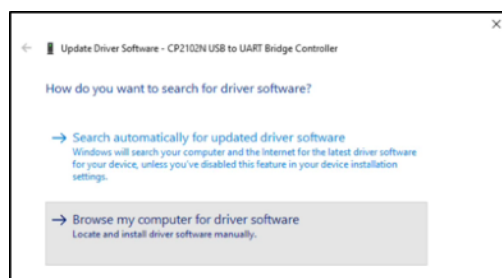 Update Driver Software - CP2102N USB to UART Bridge Controller
How do you want to search for driver software?
→ Search automatically for updated driver software
Windows will search your computer and the Internet for the latest driver software
for your device, unless you've disabled this feature in your device installation
settings.
→ Browse my computer for driver software
Locate and install driver software manually.